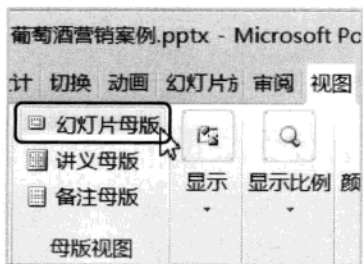 葡萄酒营销案例.pptx - Microsoft Pc
计 切换 动画 幻灯片放 审阅 视图
幻灯片母版
讲义母版
备注母版
显示 显示比例 颜
母版视图